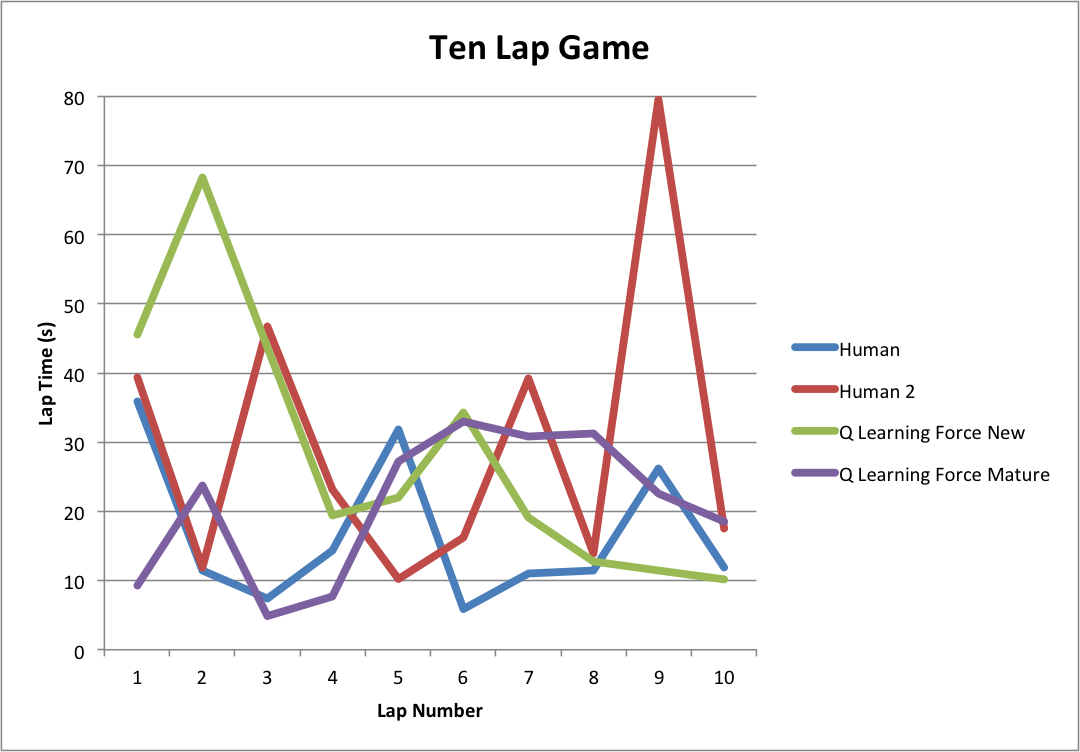 Ten Lap Game
80
70
60
50
40
30
20
10
0
Lap Time (s)
1 2 3 4 5 6 7 8 9 10
Lap Number
Human
Human 2
Q Learning Force New
Q Learning Force Mature